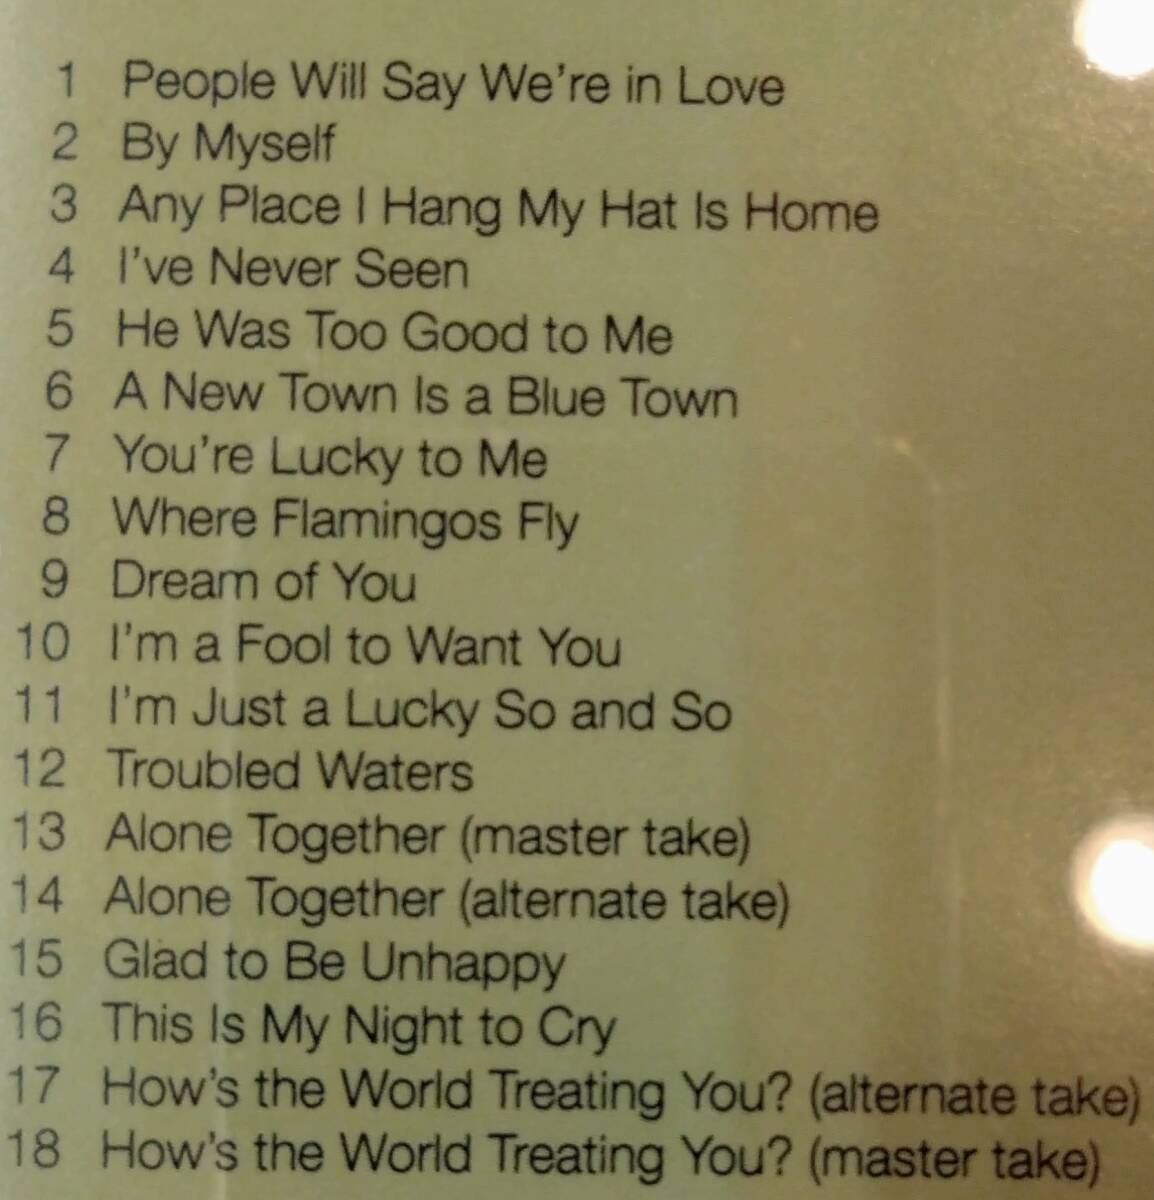 1 People Will Say We're in Love
2 By Myself
3 Any Place I Hang My Hat Is Home
4 I've Never Seen
5 He Was Too Good to Me
6 A New Town Is a Blue Town
7 You're Lucky to Me
8 Where Flamingos Fly
9 Dream of You
10 I'm a Fool to Want You
11 I'm Just a Lucky So and So
12 Troubled Waters
13 Alone Together (master take)
14 Alone Together (alternate take)
15 Glad to Be Unhappy
16 This Is My Night to Cry
17 How's the World Treating You? (alternate take)
18 How's the World Treating You? (master take)